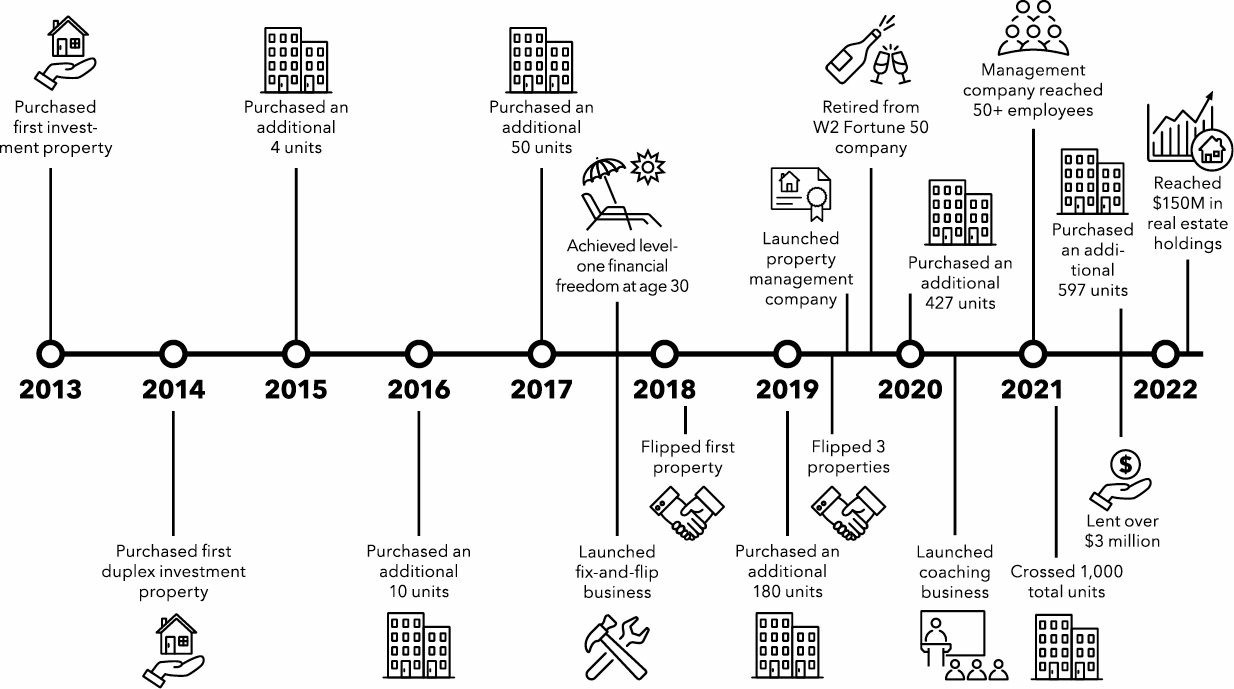 Purchased
first invest-
ment property
Purchased an
additional
4 units
Purchased an
additional
50 units
Achieved level-
one financial
freedom at age 30
Launched
property
management
company
Retired from
W2 Fortune 50
company
Purchased an
additional
427 units
Management
company reached
50+ employees
Purchased
an addi-
tional
597 units
Reached
$150M in
real estate
holdings
2013
2014
2015
2016
2017
2018
2019
2020
2021
2022
Purchased first
duplex investment
property
Purchased an
additional
10 units
Launched
fix-and-flip
business
Flipped first
property
Purchased an
additional
180 units
Flipped 3
properties
Launched
coaching
business
Crossed 1,000
total units
$
Lent over
$3 million